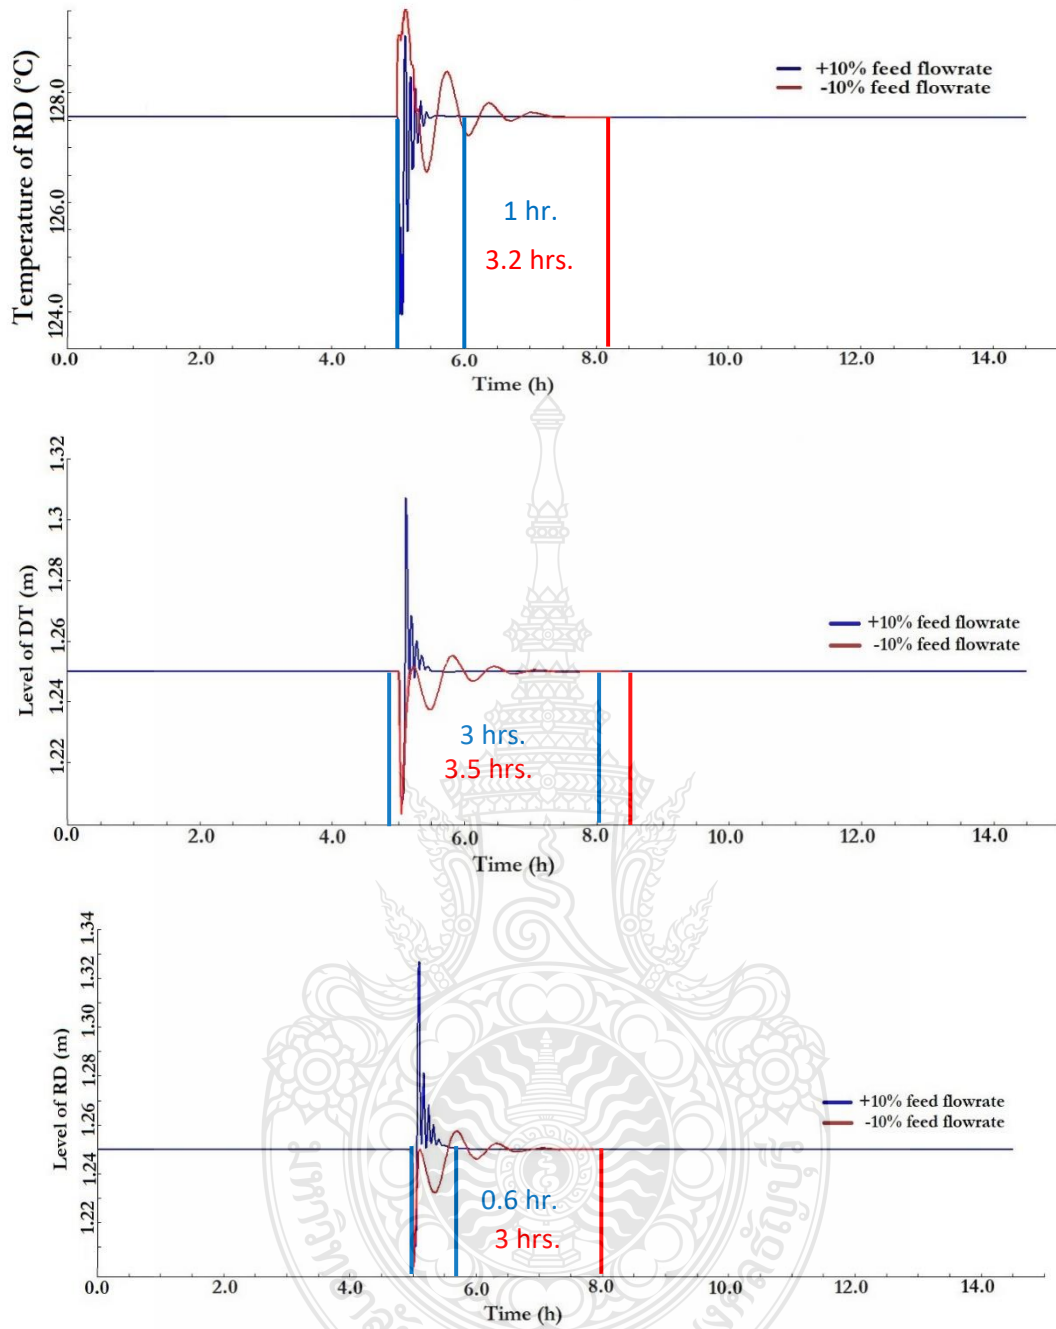 Temperature of RD (°C)
128.0
126.0
124.0
+10% feed flowrate
-10% feed flowrate
1 hr.
3.2 hrs.
0.0 2.0 4.0 6.0 8.0 10.0 12.0 14.0
Time (h)
Level of DT (m)
1.32
1.3
1.28
1.26
1.24
1.22
+10% feed flowrate
-10% feed flowrate
3 hrs.
3.5 hrs.
0.0 2.0 4.0 6.0 8.0 10.0 12.0 14.0
Time (h)
Level of RD (m)
1.34
1.32
1.30
1.28
1.26
1.24
1.22
+10% feed flowrate
-10% feed flowrate
0.6 hr.
3 hrs.
0.0 2.0 4.0 6.0 8.0 10.0 12.0 14.0
Time (h)